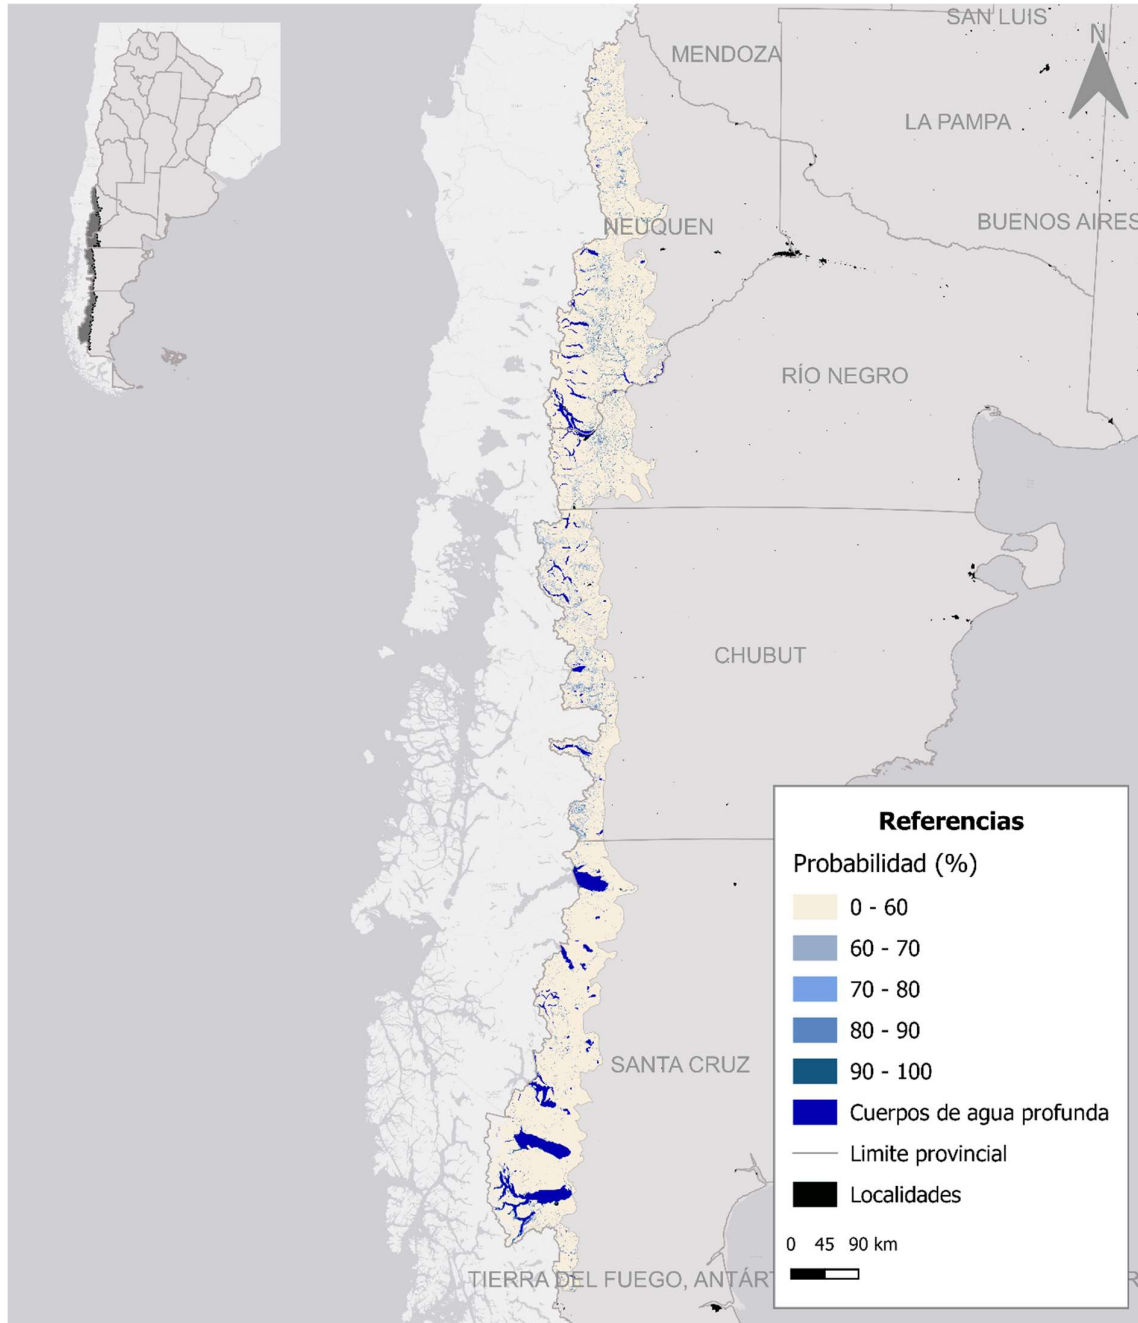 SAN LUIS
N
MENDOZA
LA PAMPA
NEUQUEN
BUENOS AIRES
RÍO NEGRO
CHUBUT
Referencias
Probabilidad (%)
0 - 60
60 - 70
70 - 80
80 - 90
90 - 100
Cuerpos de agua profunda
Limite provincial
Localidades
0 45 90 km
SANTA CRUZ
TIERRA DEL FUEGO, ANTÁRT